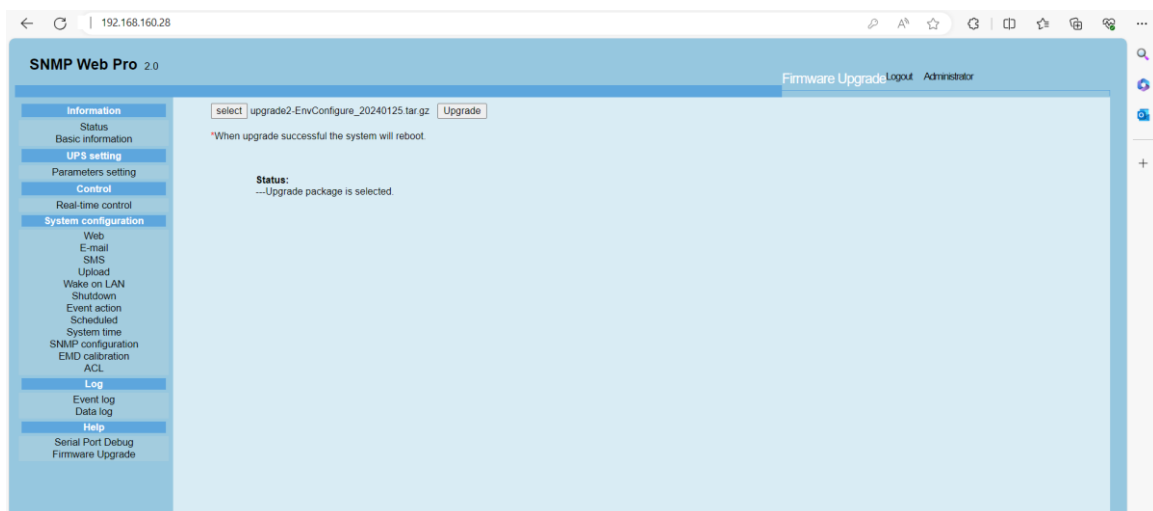 192.168.160.28
SNMP Web Pro 2.0
Firmware Upgrade Logout Administrator
Information
Status
Basic information
UPS setting
Parameters setting
Control
Real-time control
System configuration
Web
E-mail
SMS
Upload
Wake on LAN
Shutdown
Event action
Scheduled
System time
SNMP configuration
EMD calibration
ACL
Log
Event log
Data log
Help
Serial Port Debug
Firmware Upgrade
select upgrade2-EnvConfigure_20240125.tar.gz Upgrade
*When upgrade successful the system will reboot.
Status:
---Upgrade package is selected.